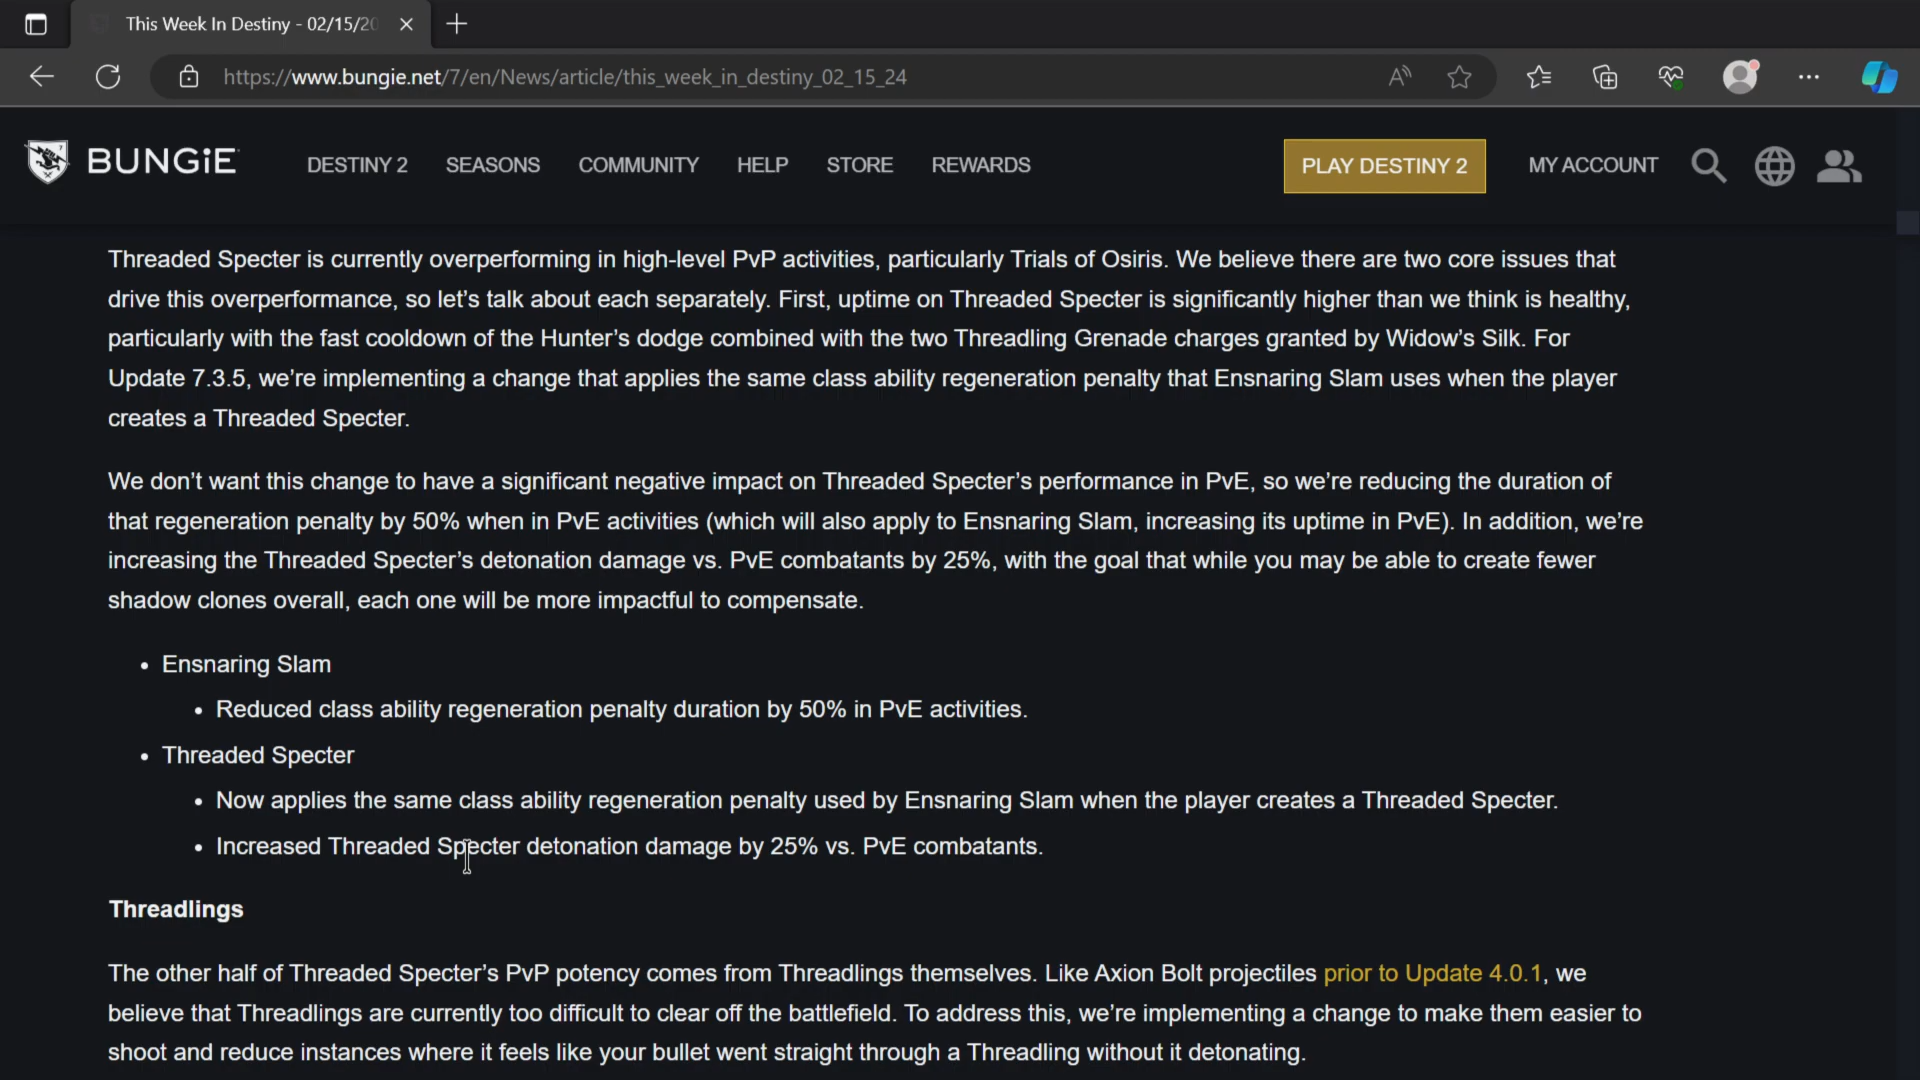 This Week In Destiny - 02/15/20
https://www.bungie.net/7/en/News/article/this_week_in_destiny_02_15_24
BUNGiE
DESTINY 2
SEASONS
COMMUNITY
HELP
STORE
REWARDS
PLAY DESTINY 2
MY ACCOUNT
Threaded Specter is currently overperforming in high-level PvP activities, particularly Trials of Osiris. We believe there are two core issues that
drive this overperformance, so let’s talk about each separately. First, uptime on Threaded Specter is significantly higher than we think is healthy,
particularly with the fast cooldown of the Hunter’s dodge combined with the two Threadling Grenade charges granted by Widow’s Silk. For
Update 7.3.5, we’re implementing a change that applies the same class ability regeneration penalty that Ensnaring Slam uses when the player
creates a Threaded Specter.
We don’t want this change to have a significant negative impact on Threaded Specter’s performance in PvE, so we’re reducing the duration of
that regeneration penalty by 50% when in PvE activities (which will also apply to Ensnaring Slam, increasing its uptime in PvE). In addition, we’re
increasing the Threaded Specter’s detonation damage vs. PvE combatants by 25%, with the goal that while you may be able to create fewer
shadow clones overall, each one will be more impactful to compensate.
• Ensnaring Slam
• Reduced class ability regeneration penalty duration by 50% in PvE activities.
• Threaded Specter
• Now applies the same class ability regeneration penalty used by Ensnaring Slam when the player creates a Threaded Specter.
• Increased Threaded Specter detonation damage by 25% vs. PvE combatants.
Threadlings
The other half of Threaded Specter’s PvP potency comes from Threadlings themselves. Like Axion Bolt projectiles prior to Update 4.0.1, we
believe that Threadlings are currently too difficult to clear off the battlefield. To address this, we’re implementing a change to make them easier to
shoot and reduce instances where it feels like your bullet went straight through a Threadling without it detonating.